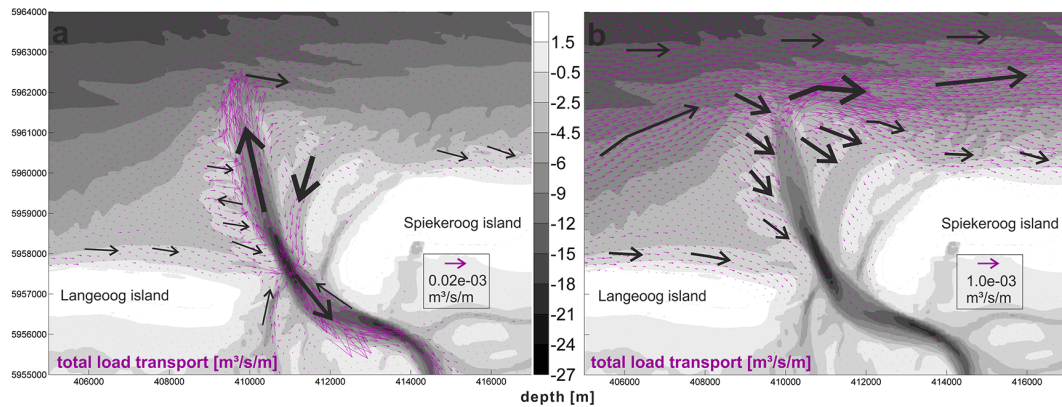 a
5964000
5963000
5962000
5961000
5960000
5959000
5958000
5957000
5956000
5955000
Spiekeroog island
Langeoog island
0.02e-03
m³/s/m
total load transport [m³/s/m]
406000 408000 410000 412000 414000 416000
1.5
-0.5
-2.5
-4.5
-6
-9
-12
-15
-18
-21
-24
-27
depth [m]
b
Spiekeroog island
Langeoog island
1.0e-03
m³/s/m
total load transport [m³/s/m]
406000 408000 410000 412000 414000 416000